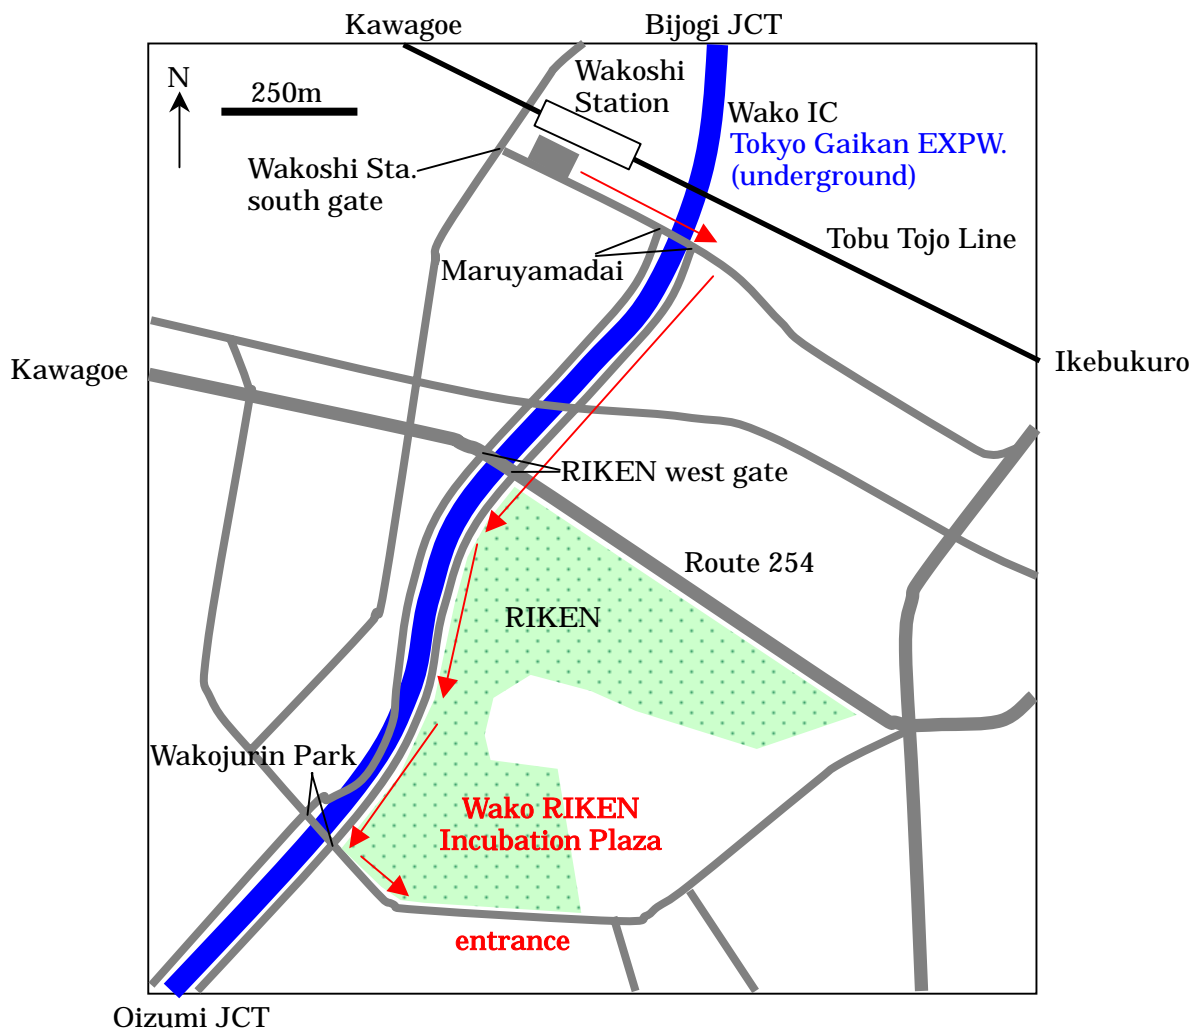 Kawagoe
Bijogi JCT
N
250m
Wakoshi
Station
Wako IC
Tokyo Gaikan EXPW.
(underground)
Wakoshi Sta.
south gate
Tobu Tojo Line
Maruyamadai
Kawagoe
Ikebukuro
RIKEN west gate
Route 254
RIKEN
Wakojurin Park
Wako RIKEN
Incubation Plaza
entrance
Oizumi JCT